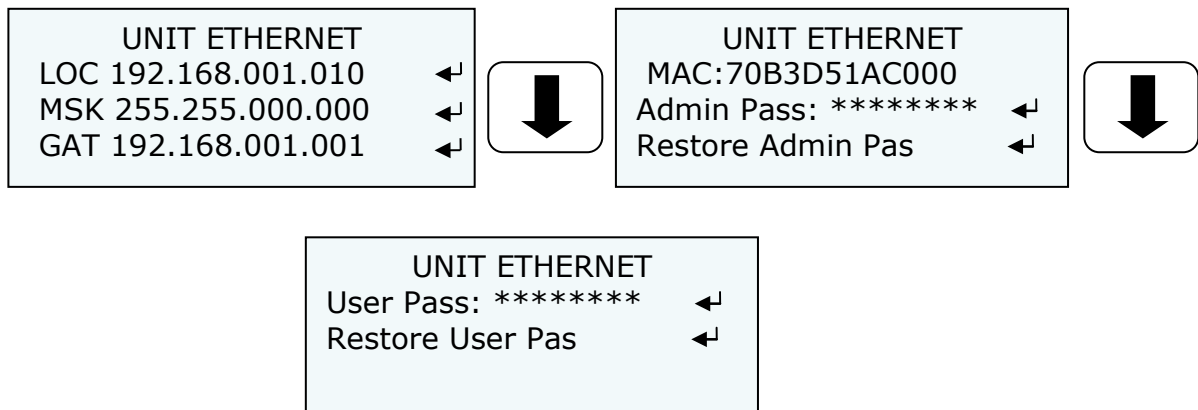 UNIT ETHERNET
LOC 192.168.001.010
MSK 255.255.000.000
GAT 192.168.001.001
UNIT ETHERNET
MAC:70B3D51AC000
Admin Pass: ********
Restore Admin Pas
UNIT ETHERNET
User Pass: ********
Restore User Pas